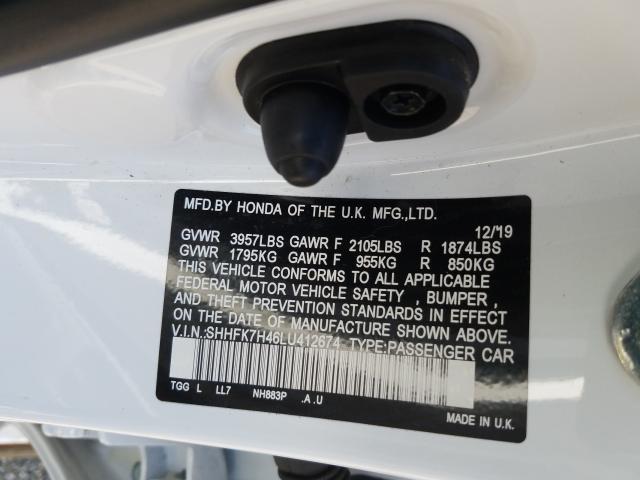 MFD.BY HONDA OF THE U.K. MFG.,LTD.
12/'19
GVWR 3957LBS GAWR F 2105LBS R 1874LBS
GVWR 1795KG GAWR F 955KG R 850KG
THIS VEHICLE CONFORMS TO ALL APPLICABLE
FEDERAL MOTOR VEHICLE SAFETY , BUMPER ,
AND THEFT PREVENTION STANDARDS IN EFFECT
ON THE DATE OF MANUFACTURE SHOWN ABOVE.
V.I.N.:SHHFK7H46LU412674 TYPE:PASSENGER CAR
TGG L LL7 NH883P .A .U
MADE IN U.K.